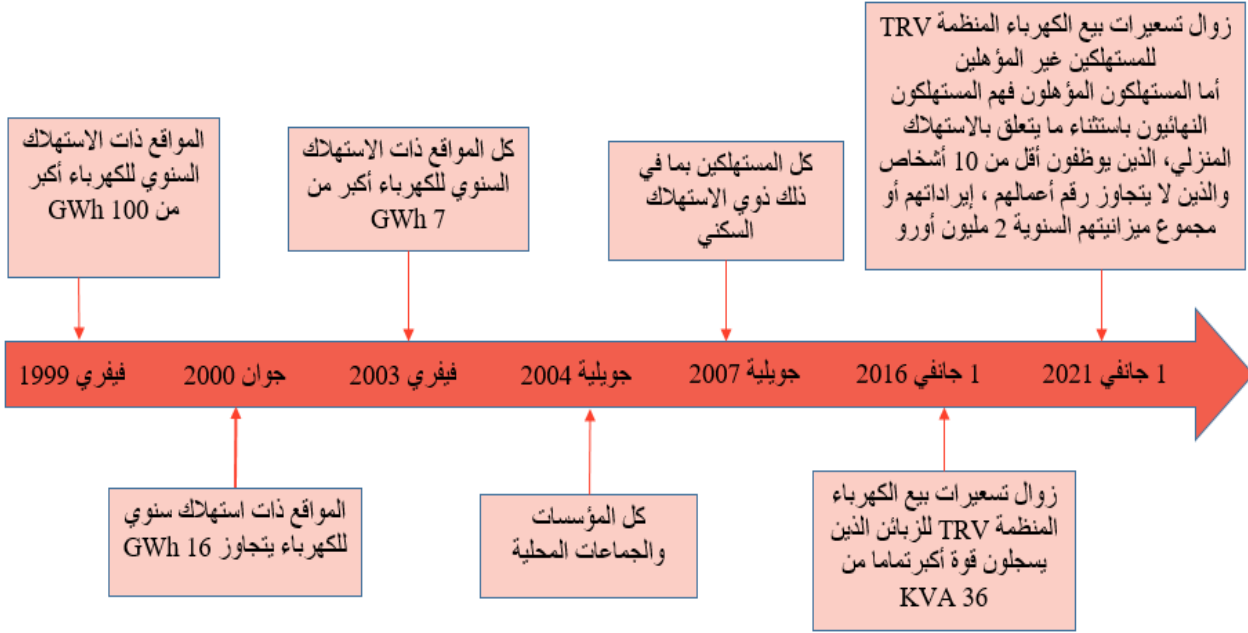 المواقع ذات الاستهلاك
السنوي للكهرباء أكبر
من 100 GWh
كل المواقع ذات الاستهلاك
السنوي للكهرباء أكبر من
7 GWh
كل المستهلكين بما في
ذلك ذوي الاستهلاك
السكني
زوال تسعيرات بيع الكهرباء المنظمة TRV
للمستهلكين غير المؤهلين
أما المستهلكون المؤهلون فهم المستهلكون
النهائيون باستثناء ما يتعلق بالاستهلاك
المنزلي، الذين يوظفون أقل من 10 أشخاص
والذين لا يتجاوز رقم أعمالهم ، إيراداتهم أو
مجموع ميزانيتهم السنوية 2 مليون أورو
فيفري 1999
جوان 2000
فيفري 2003
جويلية 2004
جويلية 2007
1 جانفي 2016
1 جانفي 2021
المواقع ذات استهلاك سنوي
للكهرباء يتجاوز 16 GWh
كل المؤسسات
والجماعات المحلية
زوال تسعيرات بيع الكهرباء
المنظمة TRV للزبائن الذين
يسجلون قوة أكبر تماما من
36 KVA